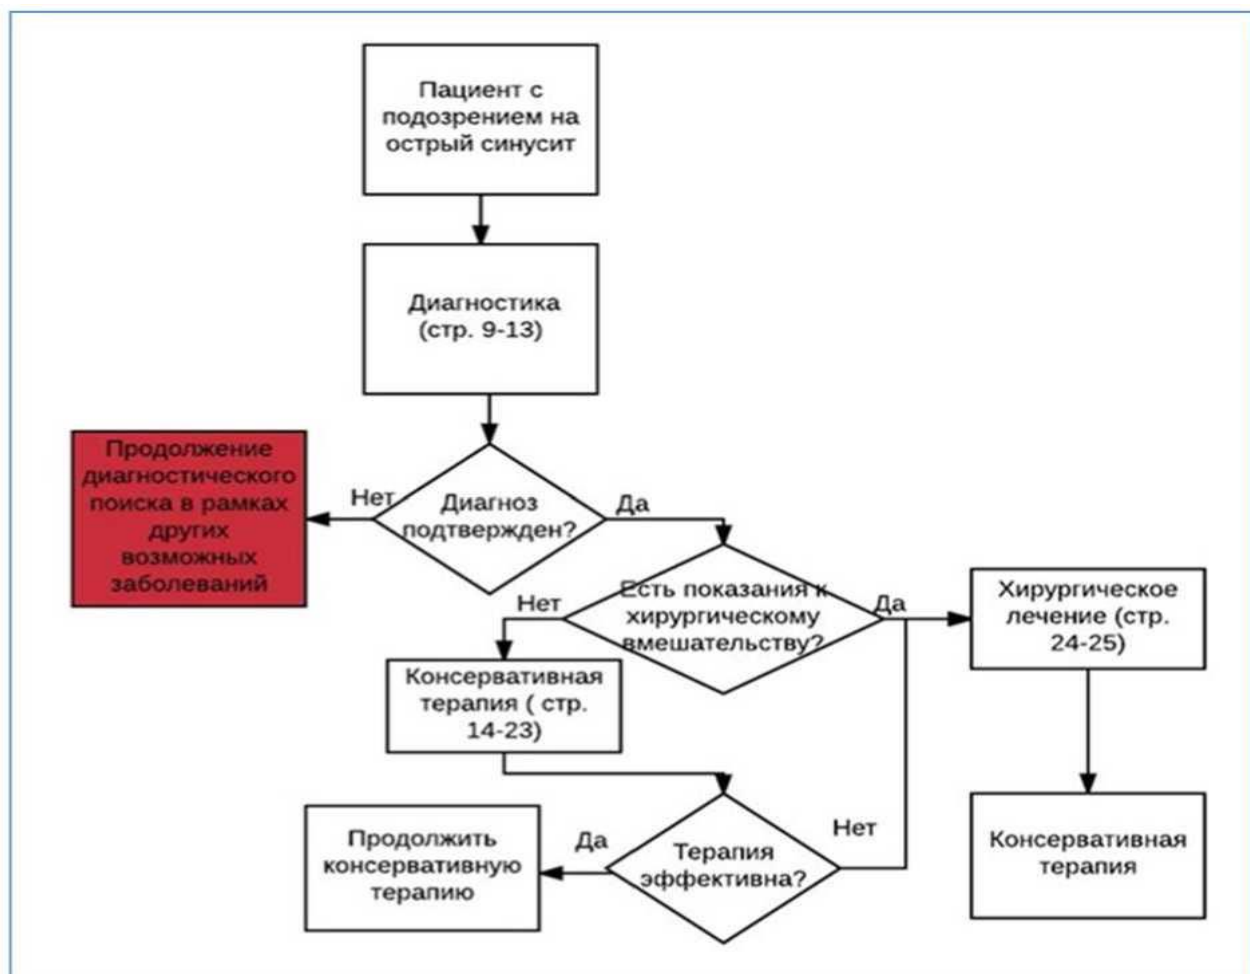 Пациент с
подозрением на
острый синусит
Диагностика
(стр. 9-13)
Продолжение
диагностического
поиска в рамках
других
возможных
заболеваний
Нет
Диагноз
подтвержден?
Да
Нет
Есть показания к
хирургическому
вмешательству?
Да
Хирургическое
лечение (стр.
24-25)
Консервативная
терапия ( стр.
14-23)
Продолжить
консервативную
терапию
Да
Терапия
эффективна?
Нет
Консервативная
терапия